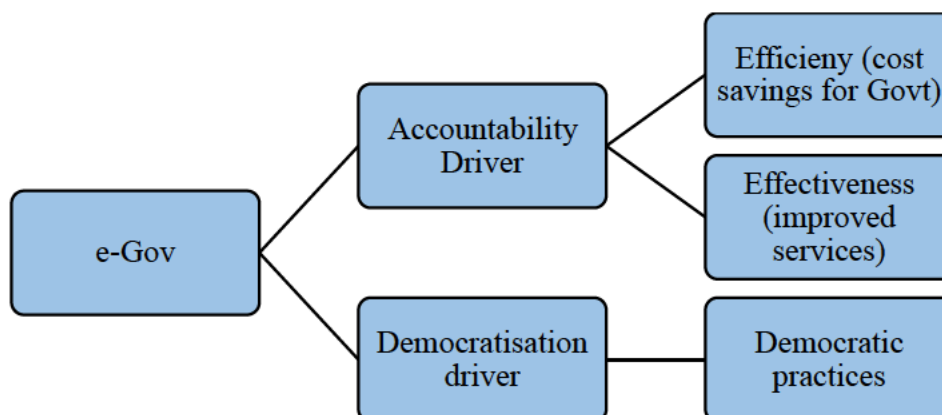 e-Gov
Accountability
Driver
Efficieny (cost
savings for Govt)
Effectiveness
(improved
services)
Democratisation
driver
Democratic
practices